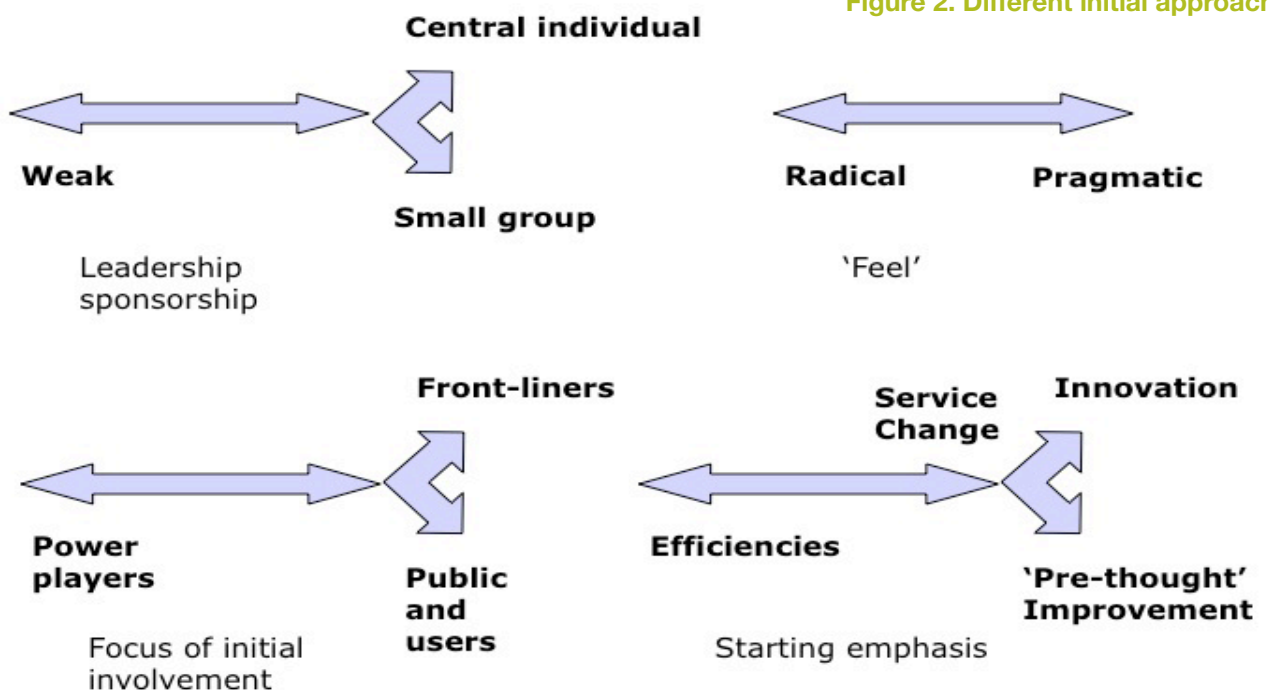 Figure 2. Different initial approach
Central individual
Weak
Small group
Leadership
sponsorship
Radical
Pragmatic
‘Feel’
Front-liners
Power
players
Public
and
users
Focus of initial
involvement
Service
Change
Innovation
Efficiencies
‘Pre-thought’
Improvement
Starting emphasis